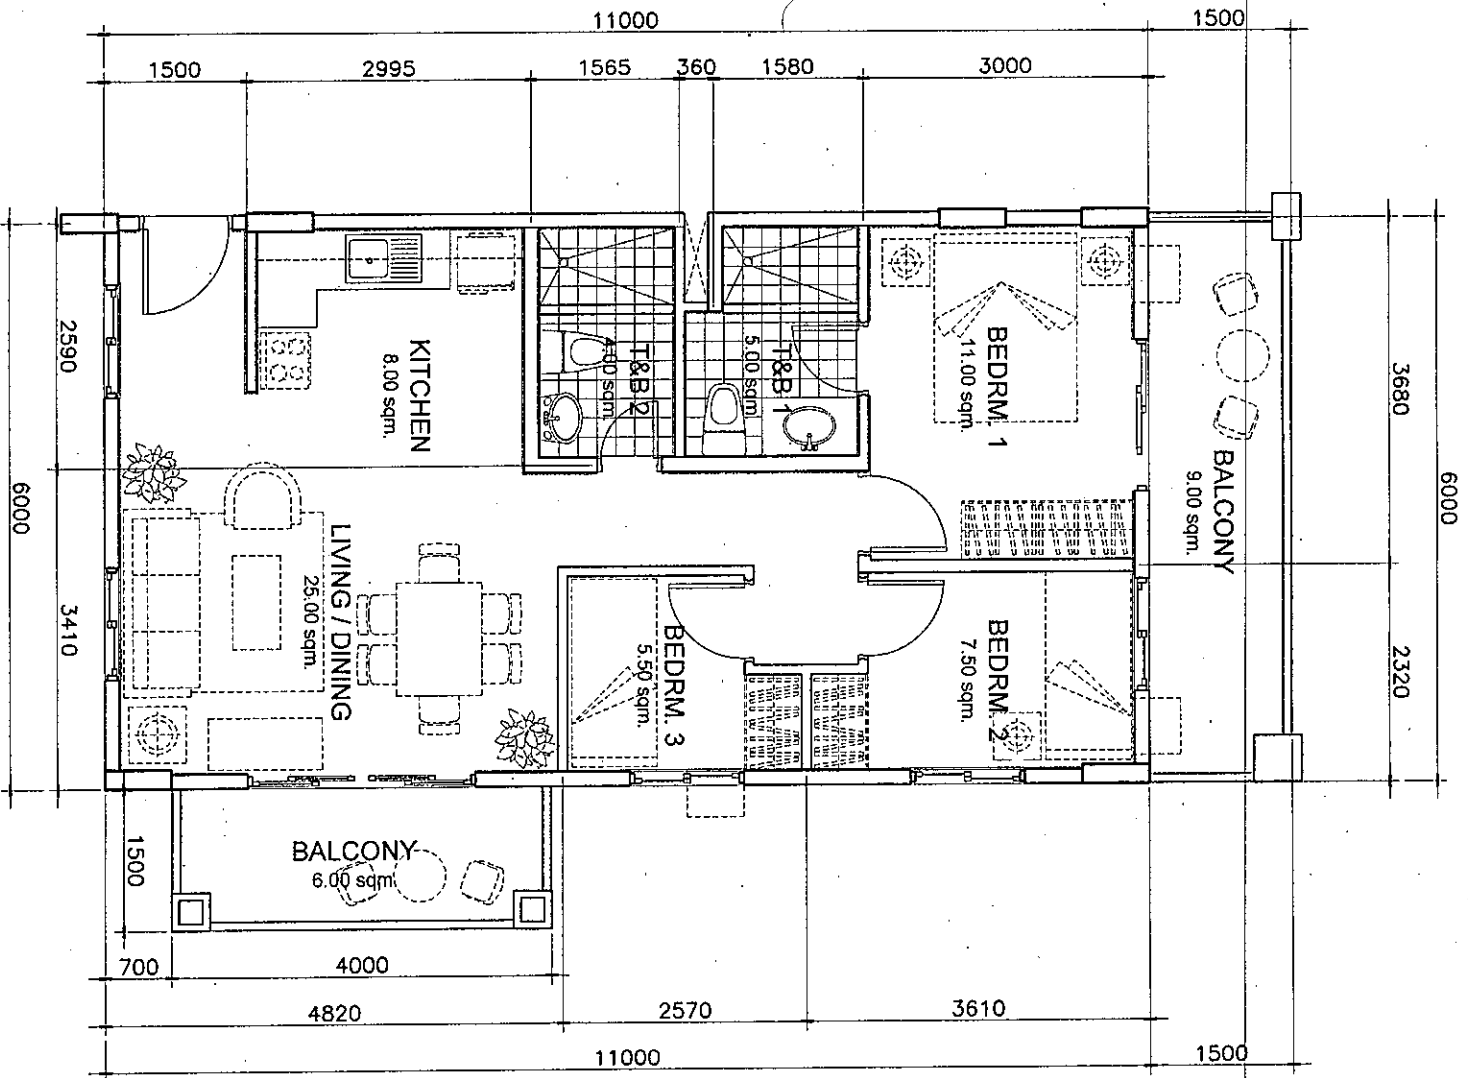 11000
1500
1500
2995
1565
360
1580
3000
2590
6000
3410
3680
6000
2320
KITCHEN
8.00 sqm.
T&B 2
4.00 sqm.
T&B 1
5.00 sqm.
BEDRM. 1
11.00 sqm.
BALCONY
9.00 sqm.
LIVING / DINING
25.00 sqm.
BEDRM. 3
5.50 sqm.
BEDRM. 2
7.50 sqm.
BALCONY
6.00 sqm.
1500
700
4000
4820
2570
3610
11000
1500